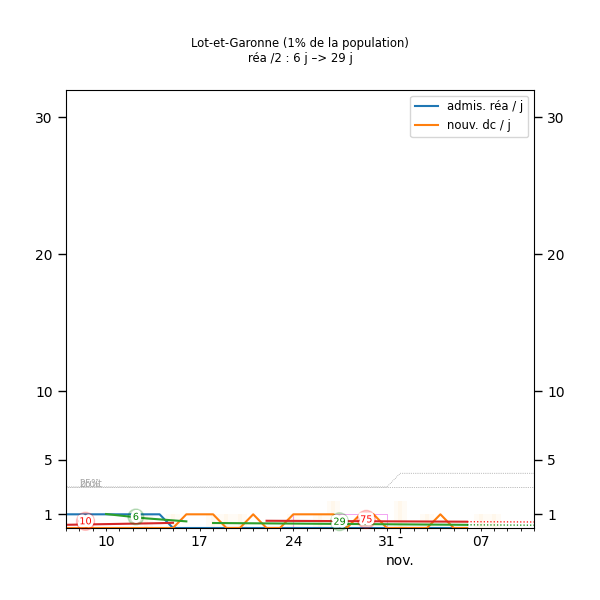 Lot-et-Garonne (1% de la population)
réa /2 : 6 j –> 29 j
admis. réa / j
nouv. dc / j
30 30
20 20
10 10
5 5
1 1
10 6 29 75
10 17 24 31 07
nov.